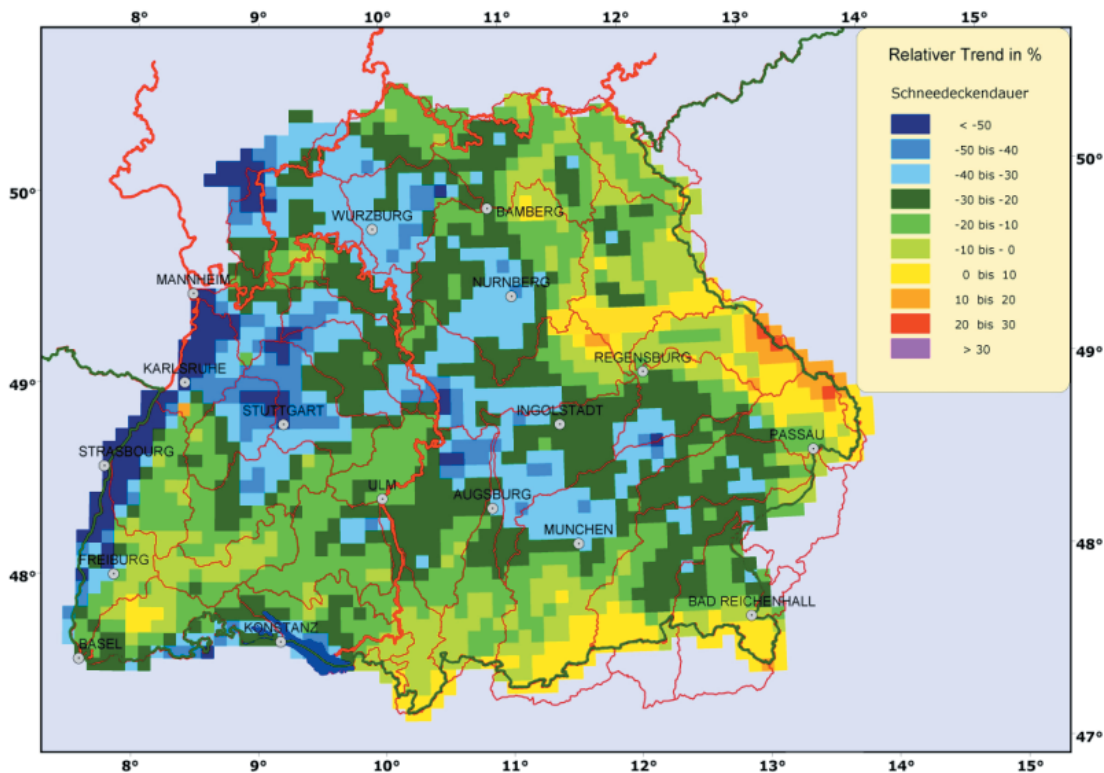 8° 9° 10° 11° 12° 13° 14° 15°
Relativer Trend in %
Schneedeckendauer
< -50
-50 bis -40
-40 bis -30
-30 bis -20
-20 bis -10
-10 bis - 0
0 bis 10
10 bis 20
20 bis 30
> 30
50° 50°
BAMBERG
WÜRZBURG
MANNHEIM
NÜRNBERG
49° 49°
KARLSRUHE
REGENSBURG
STUTTGART
INGOLSTADT
PASSAU
STRASBOURG
ULM
AUGSBURG
MÜNCHEN
48° 48°
FREIBURG
BAD REICHENHALL
KONSTANZ
BASEL
47°
8° 9° 10° 11° 12° 13° 14° 15°